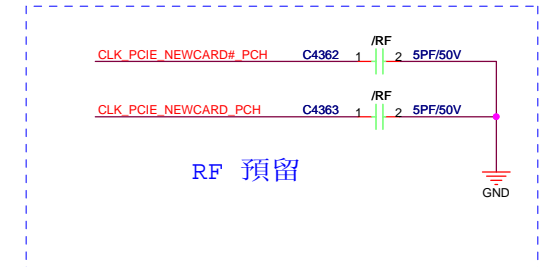 /RF
CLK_PCIE_NEWCARD#_PCH C4362 1 2 5PF/50V
/RF
CLK_PCIE_NEWCARD_PCH C4363 1 2 5PF/50V
RF 預留
GND